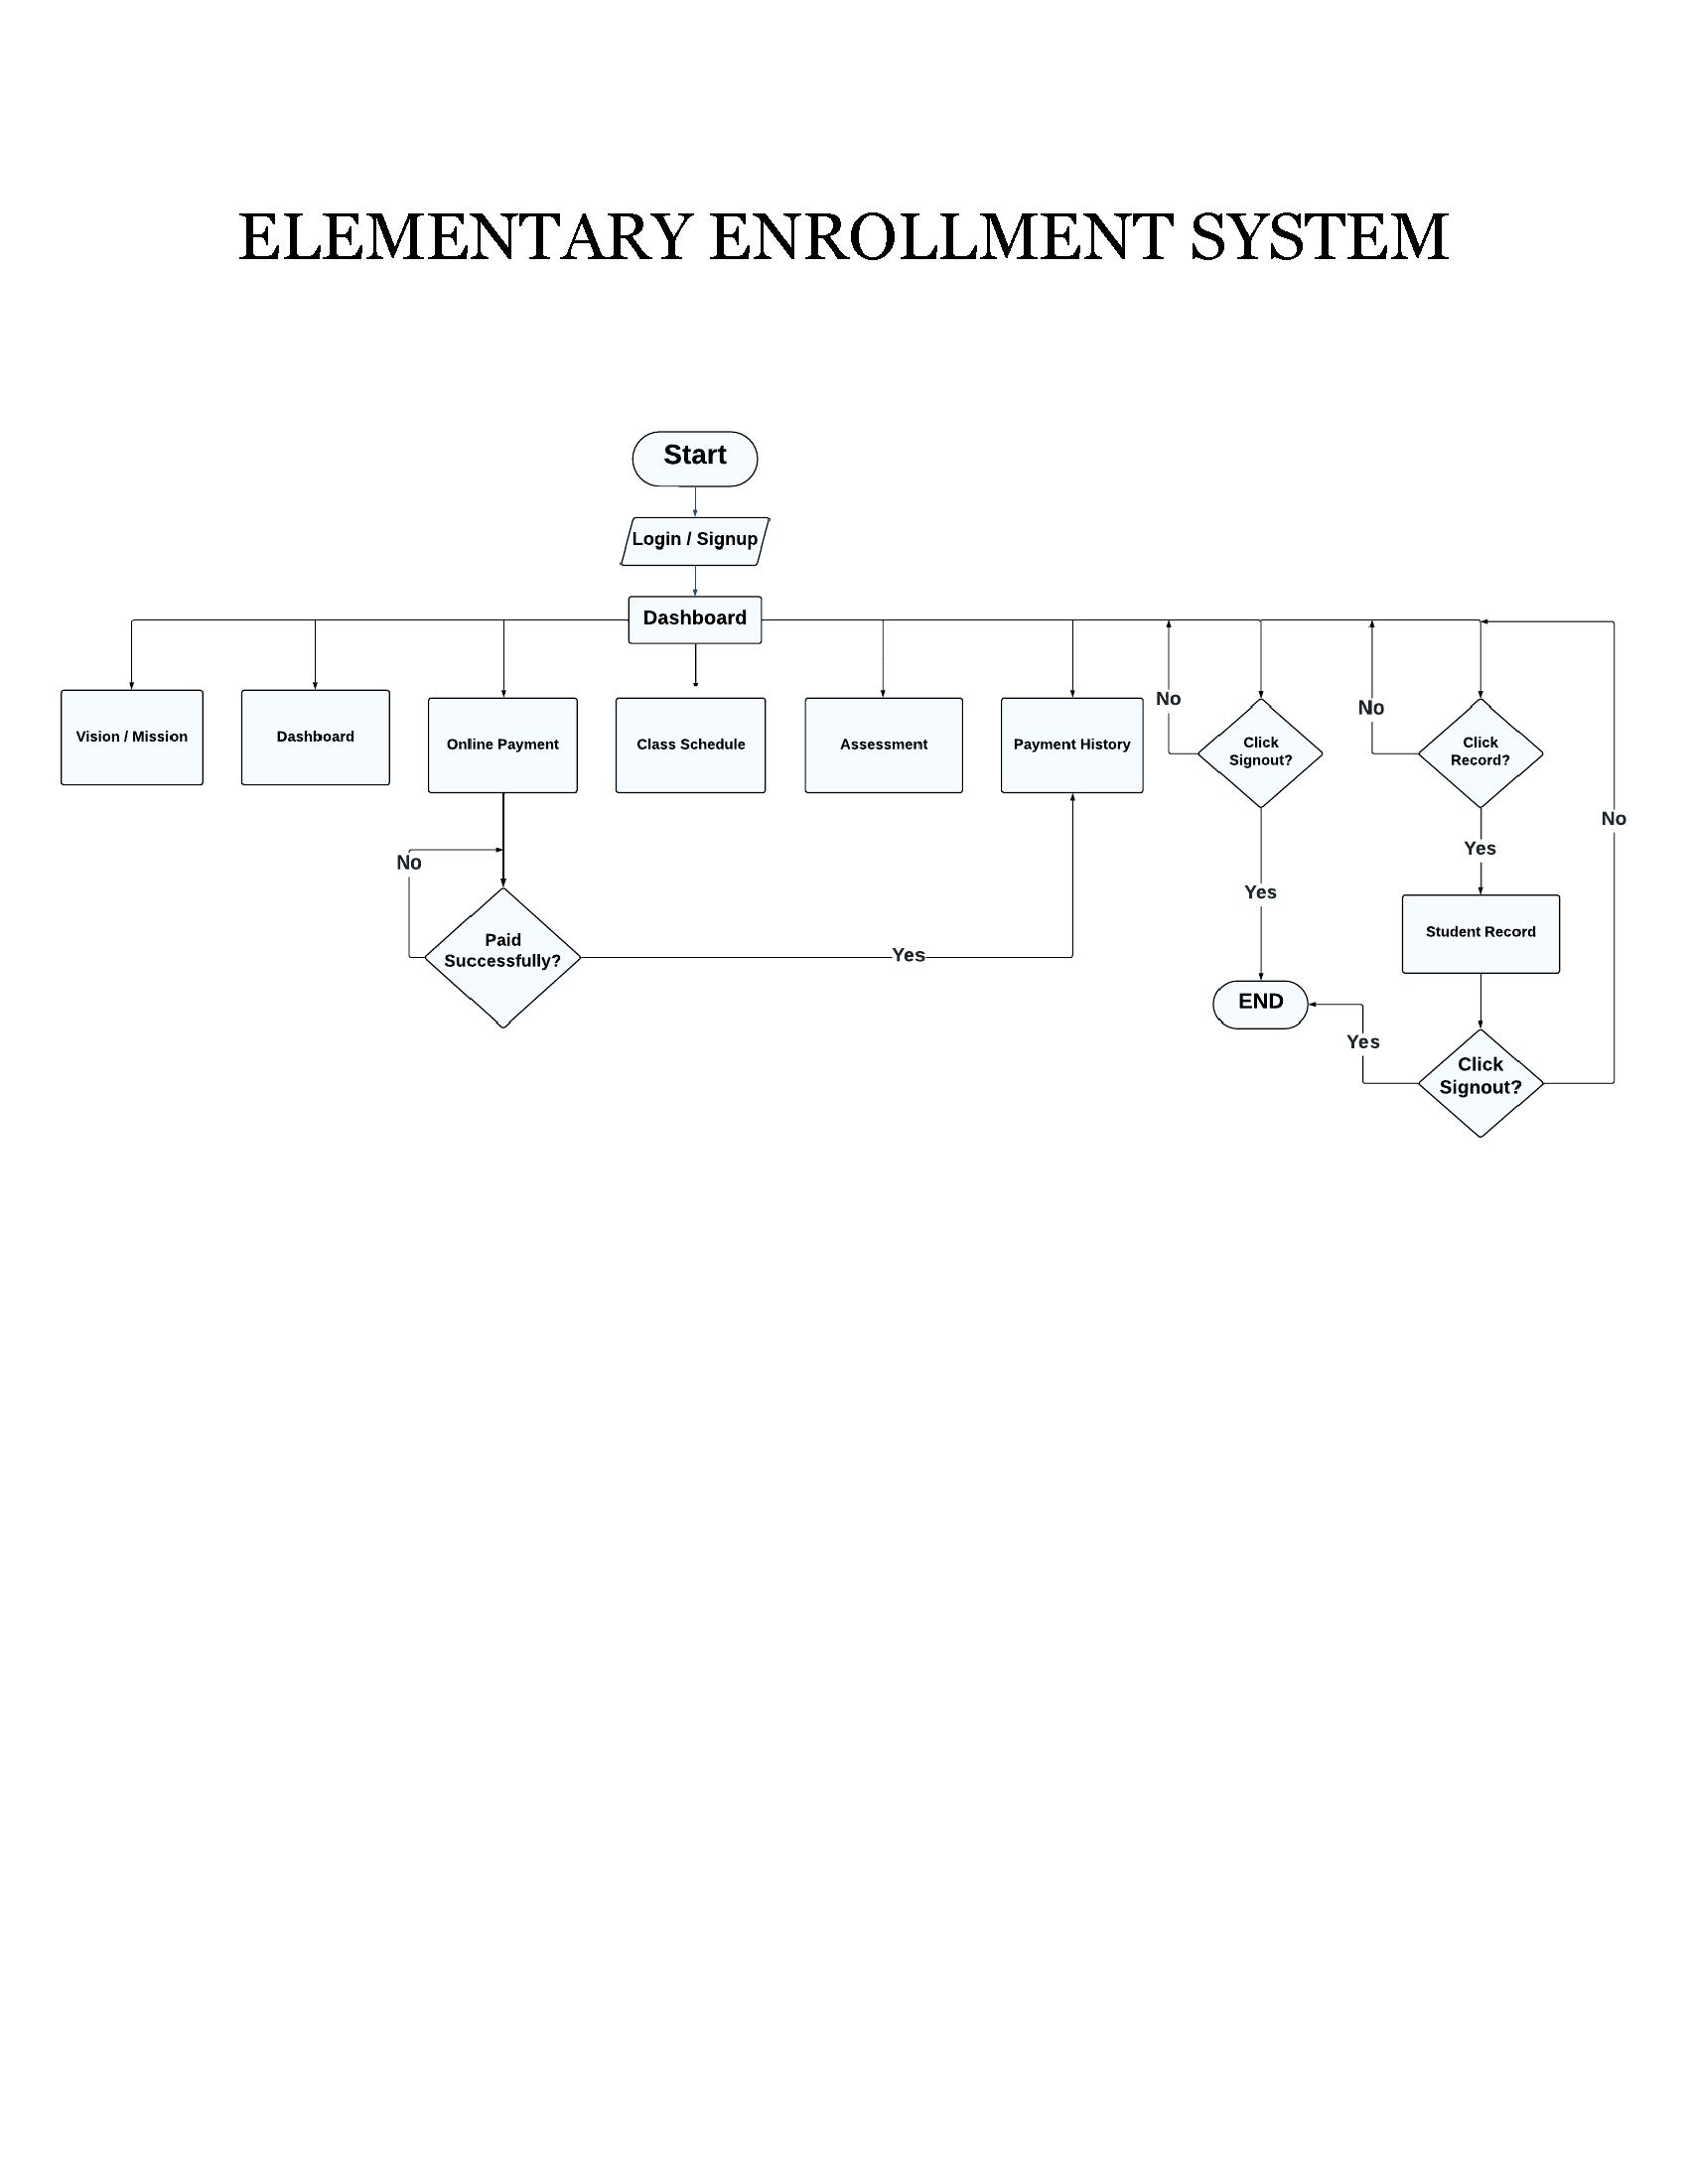 ELEMENTARY ENROLLMENT SYSTEM
Start
Login / Signup
Dashboard
Vision / Mission
Dashboard
Online Payment
Class Schedule
Assessment
Payment History
No
Click
Signout?
No
Click
Record?
No
Yes
No
Yes
Student Record
Paid
Successfully?
Yes
END
Yes
Click
Signout?